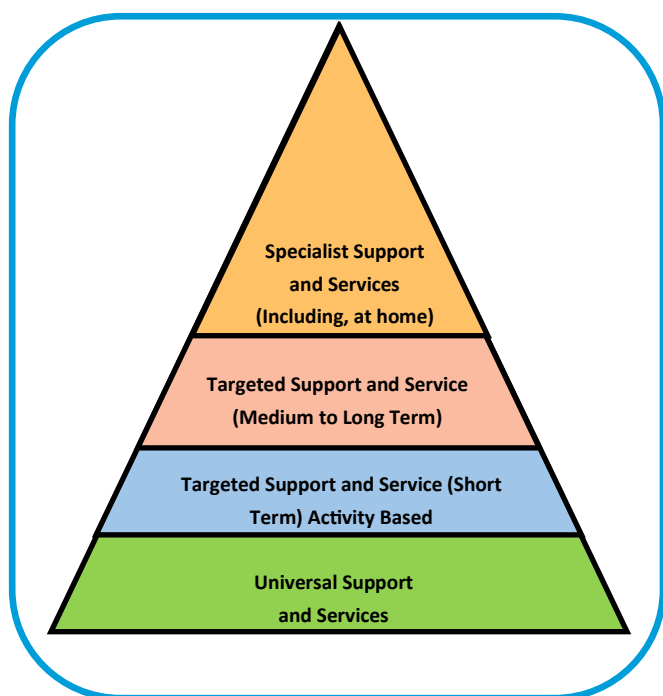 Specialist Support
and Services
(Including, at home)
Targeted Support and Service
(Medium to Long Term)
Targeted Support and Service (Short
Term) Activity Based
Universal Support
and Services